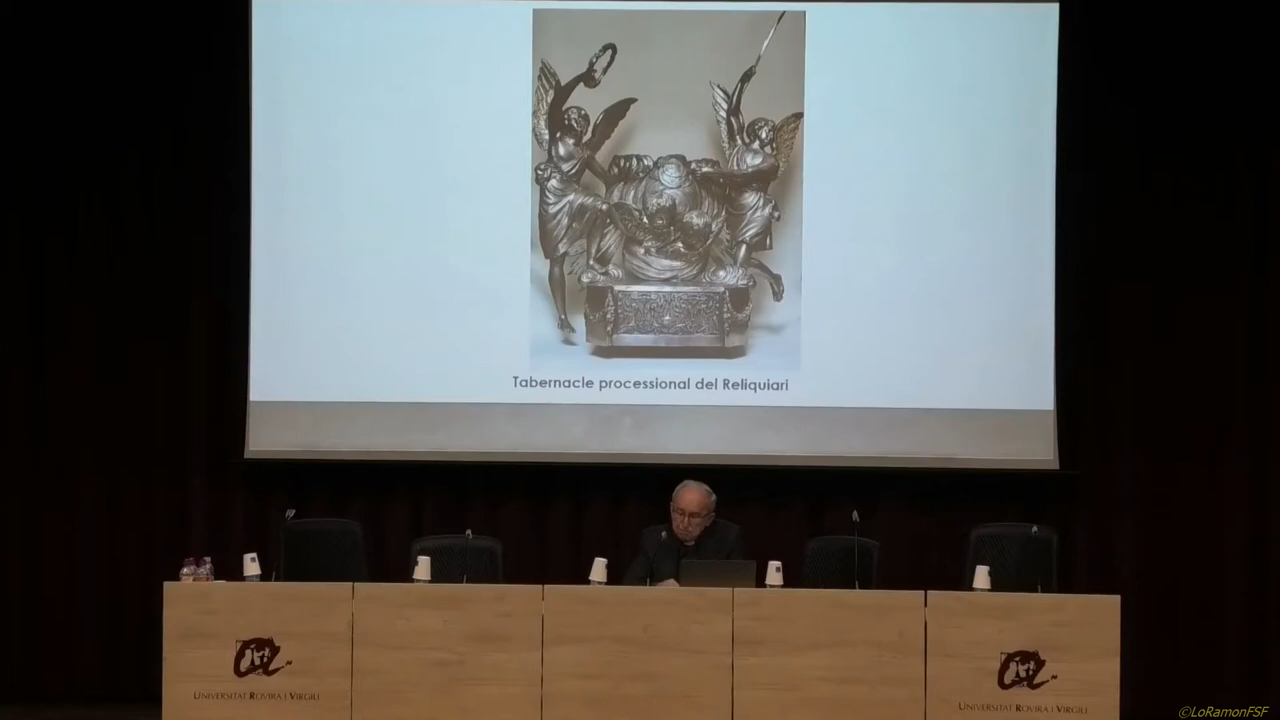 Tabernacle processional del Reliquiari
UNIVERSITAT ROVIRA I VIRGILI
UNIVERSITAT ROVIRA I VIRGILI
©LoRamonFSF